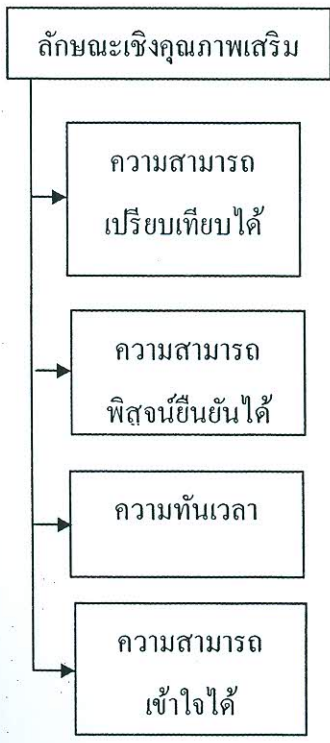 ลักษณะเชิงคุณภาพเสริม
ความสามารถ
เปรียบเทียบได้
ความสามารถ
พิสูจน์ยืนยันได้
ความทันเวลา
ความสามารถ
เข้าใจได้